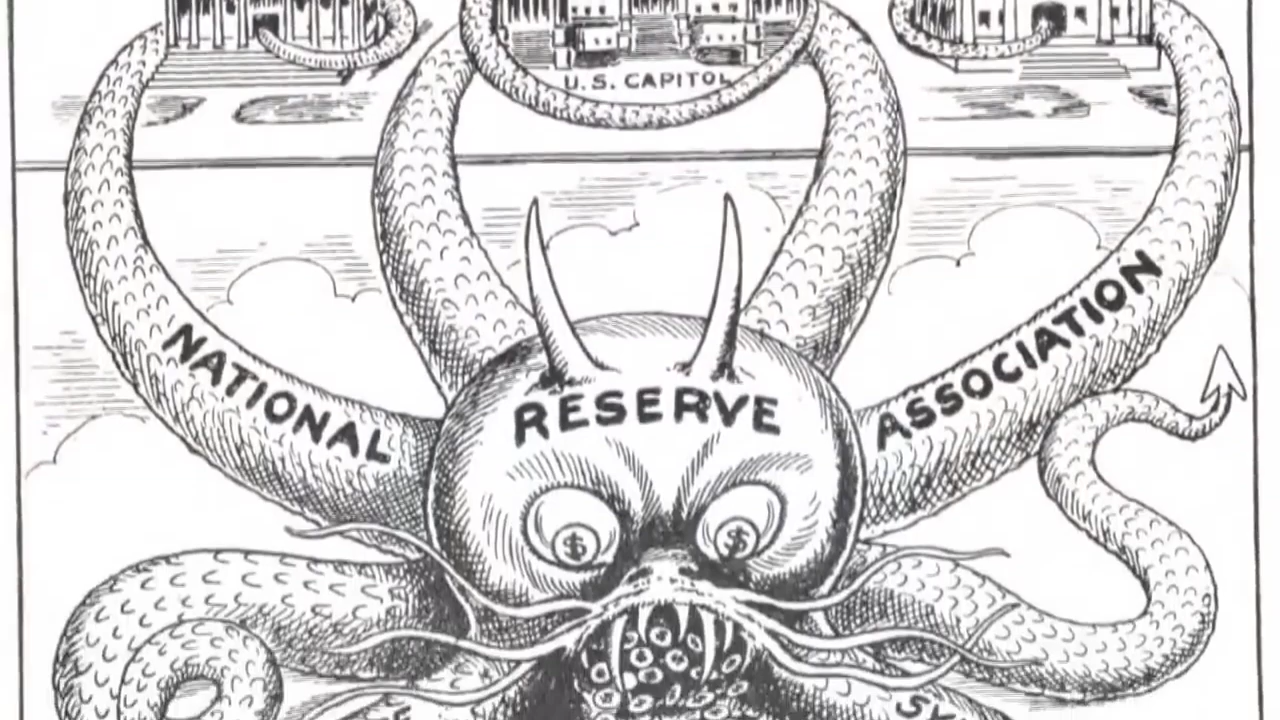 U.S. CAPITOL
NATIONAL
RESERVE
ASSOCIATION
$ $